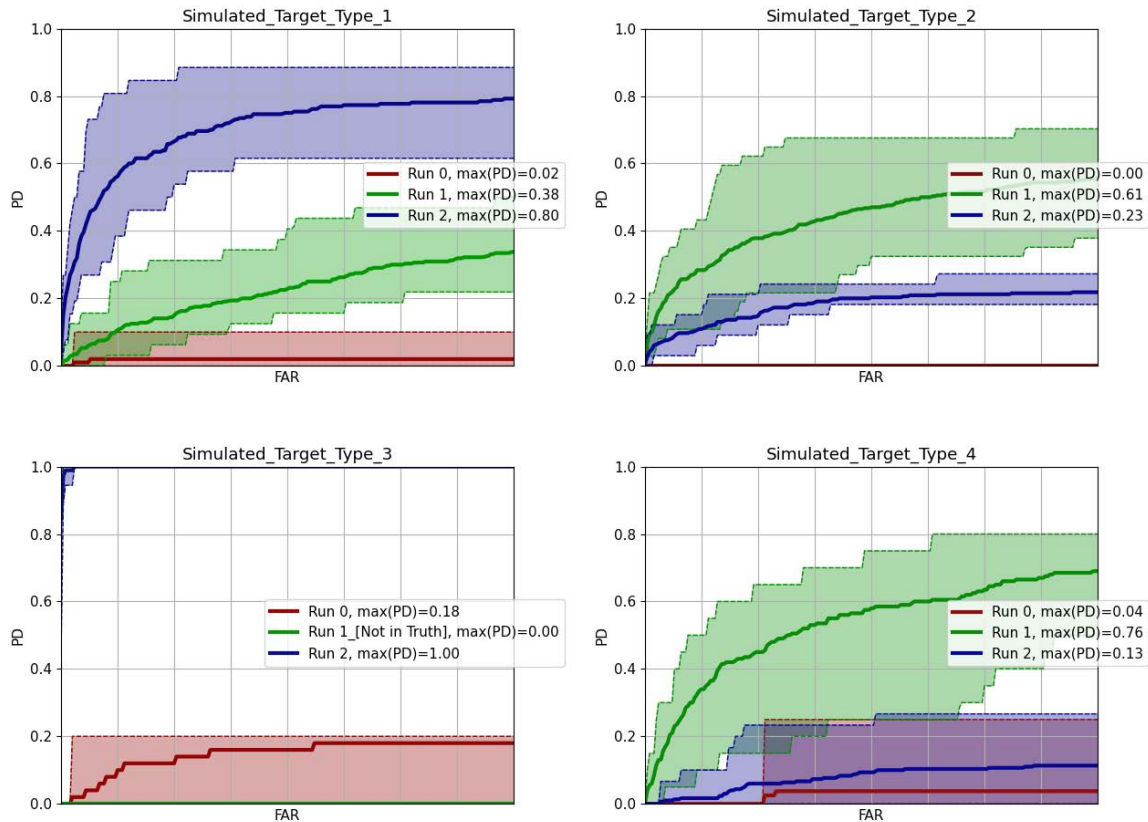 Simulated_Target_Type_1
1.0
0.8
0.6
0.4
0.2
0.0
PD
FAR
Run 0, max(PD)=0.02
Run 1, max(PD)=0.38
Run 2, max(PD)=0.80
Simulated_Target_Type_2
1.0
0.8
0.6
0.4
0.2
0.0
PD
FAR
Run 0, max(PD)=0.00
Run 1, max(PD)=0.61
Run 2, max(PD)=0.23
Simulated_Target_Type_3
1.0
0.8
0.6
0.4
0.2
0.0
PD
FAR
Run 0, max(PD)=0.18
Run 1_[Not in Truth], max(PD)=0.00
Run 2, max(PD)=1.00
Simulated_Target_Type_4
1.0
0.8
0.6
0.4
0.2
0.0
PD
FAR
Run 0, max(PD)=0.04
Run 1, max(PD)=0.76
Run 2, max(PD)=0.13